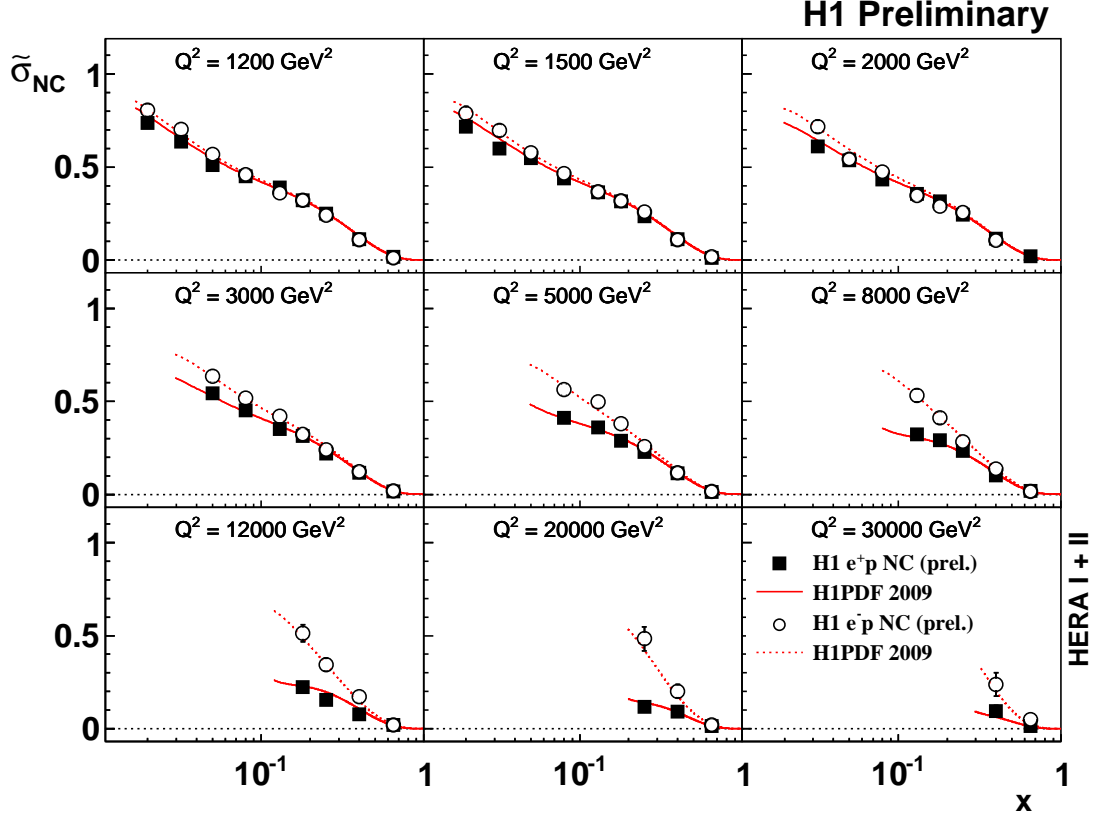 H1 Preliminary
σ̃NC
Q² = 1200 GeV²
Q² = 1500 GeV²
Q² = 2000 GeV²
1
0.5
0
Q² = 3000 GeV²
Q² = 5000 GeV²
Q² = 8000 GeV²
1
0.5
0
Q² = 12000 GeV²
Q² = 20000 GeV²
Q² = 30000 GeV²
1
0.5
0
H1 e⁺p NC (prel.)
H1PDF 2009
H1 e⁻p NC (prel.)
H1PDF 2009
HERA I + II
10⁻¹ 1 10⁻¹ 1 10⁻¹ 1
x